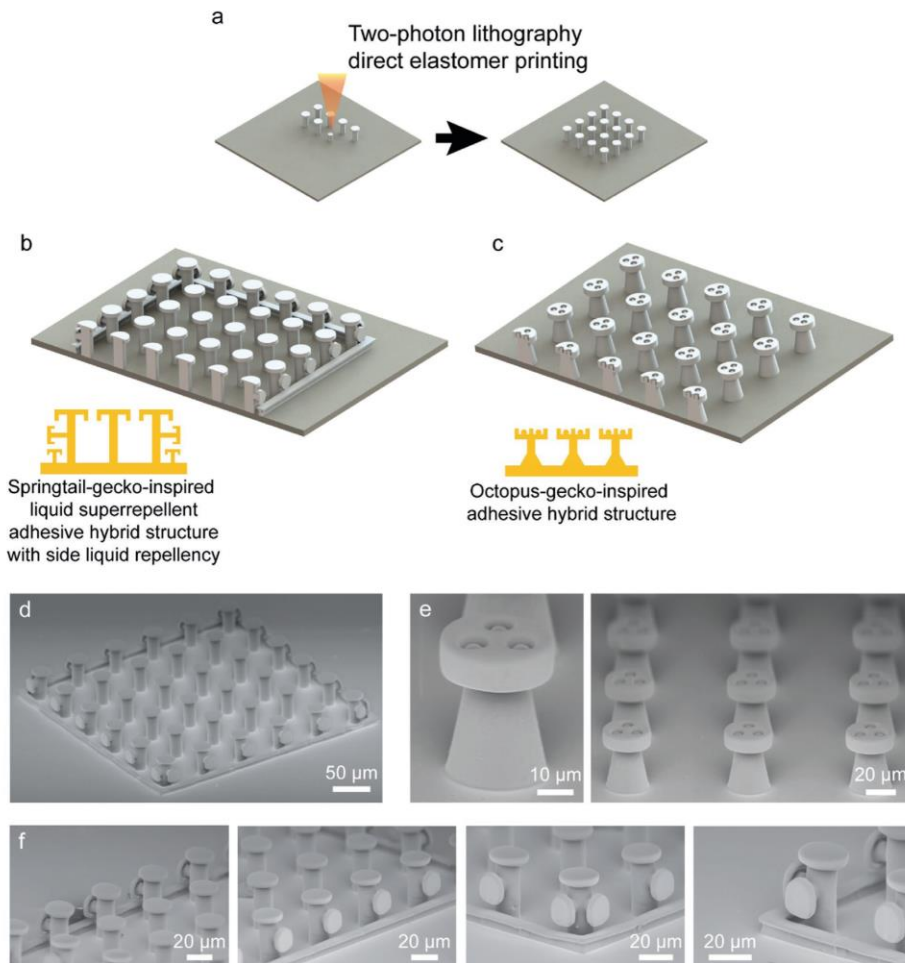 a
Two-photon lithography
direct elastomer printing
b
c
Springtail-gecko-inspired
liquid superrepellent
adhesive hybrid structure
with side liquid repellency
Octopus-gecko-inspired
adhesive hybrid structure
d
50 µm
e
10 µm
20 µm
f
20 µm
20 µm
20 µm
20 µm